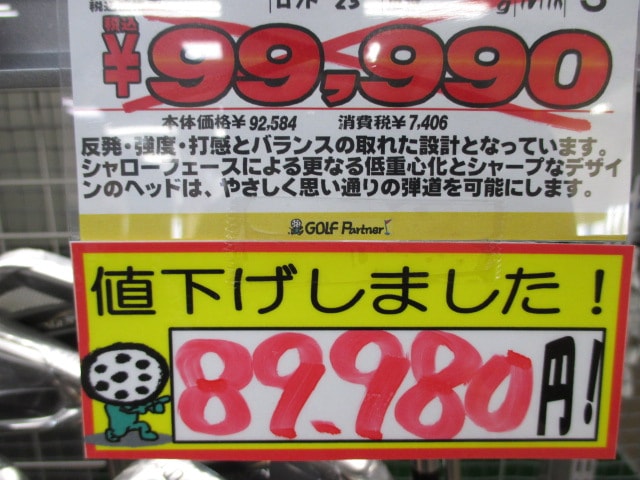 税込
¥99,990
本体価格¥92,584 消費税¥7,406
反発・強度・打感とバランスの取れた設計となっています。
シャローフェースによる更なる低重心化とシャープなデザイ
ンのヘッドは、やさしく思い通りの弾道を可能にします。
GOLF Partner
値下げしました！
89.980円!